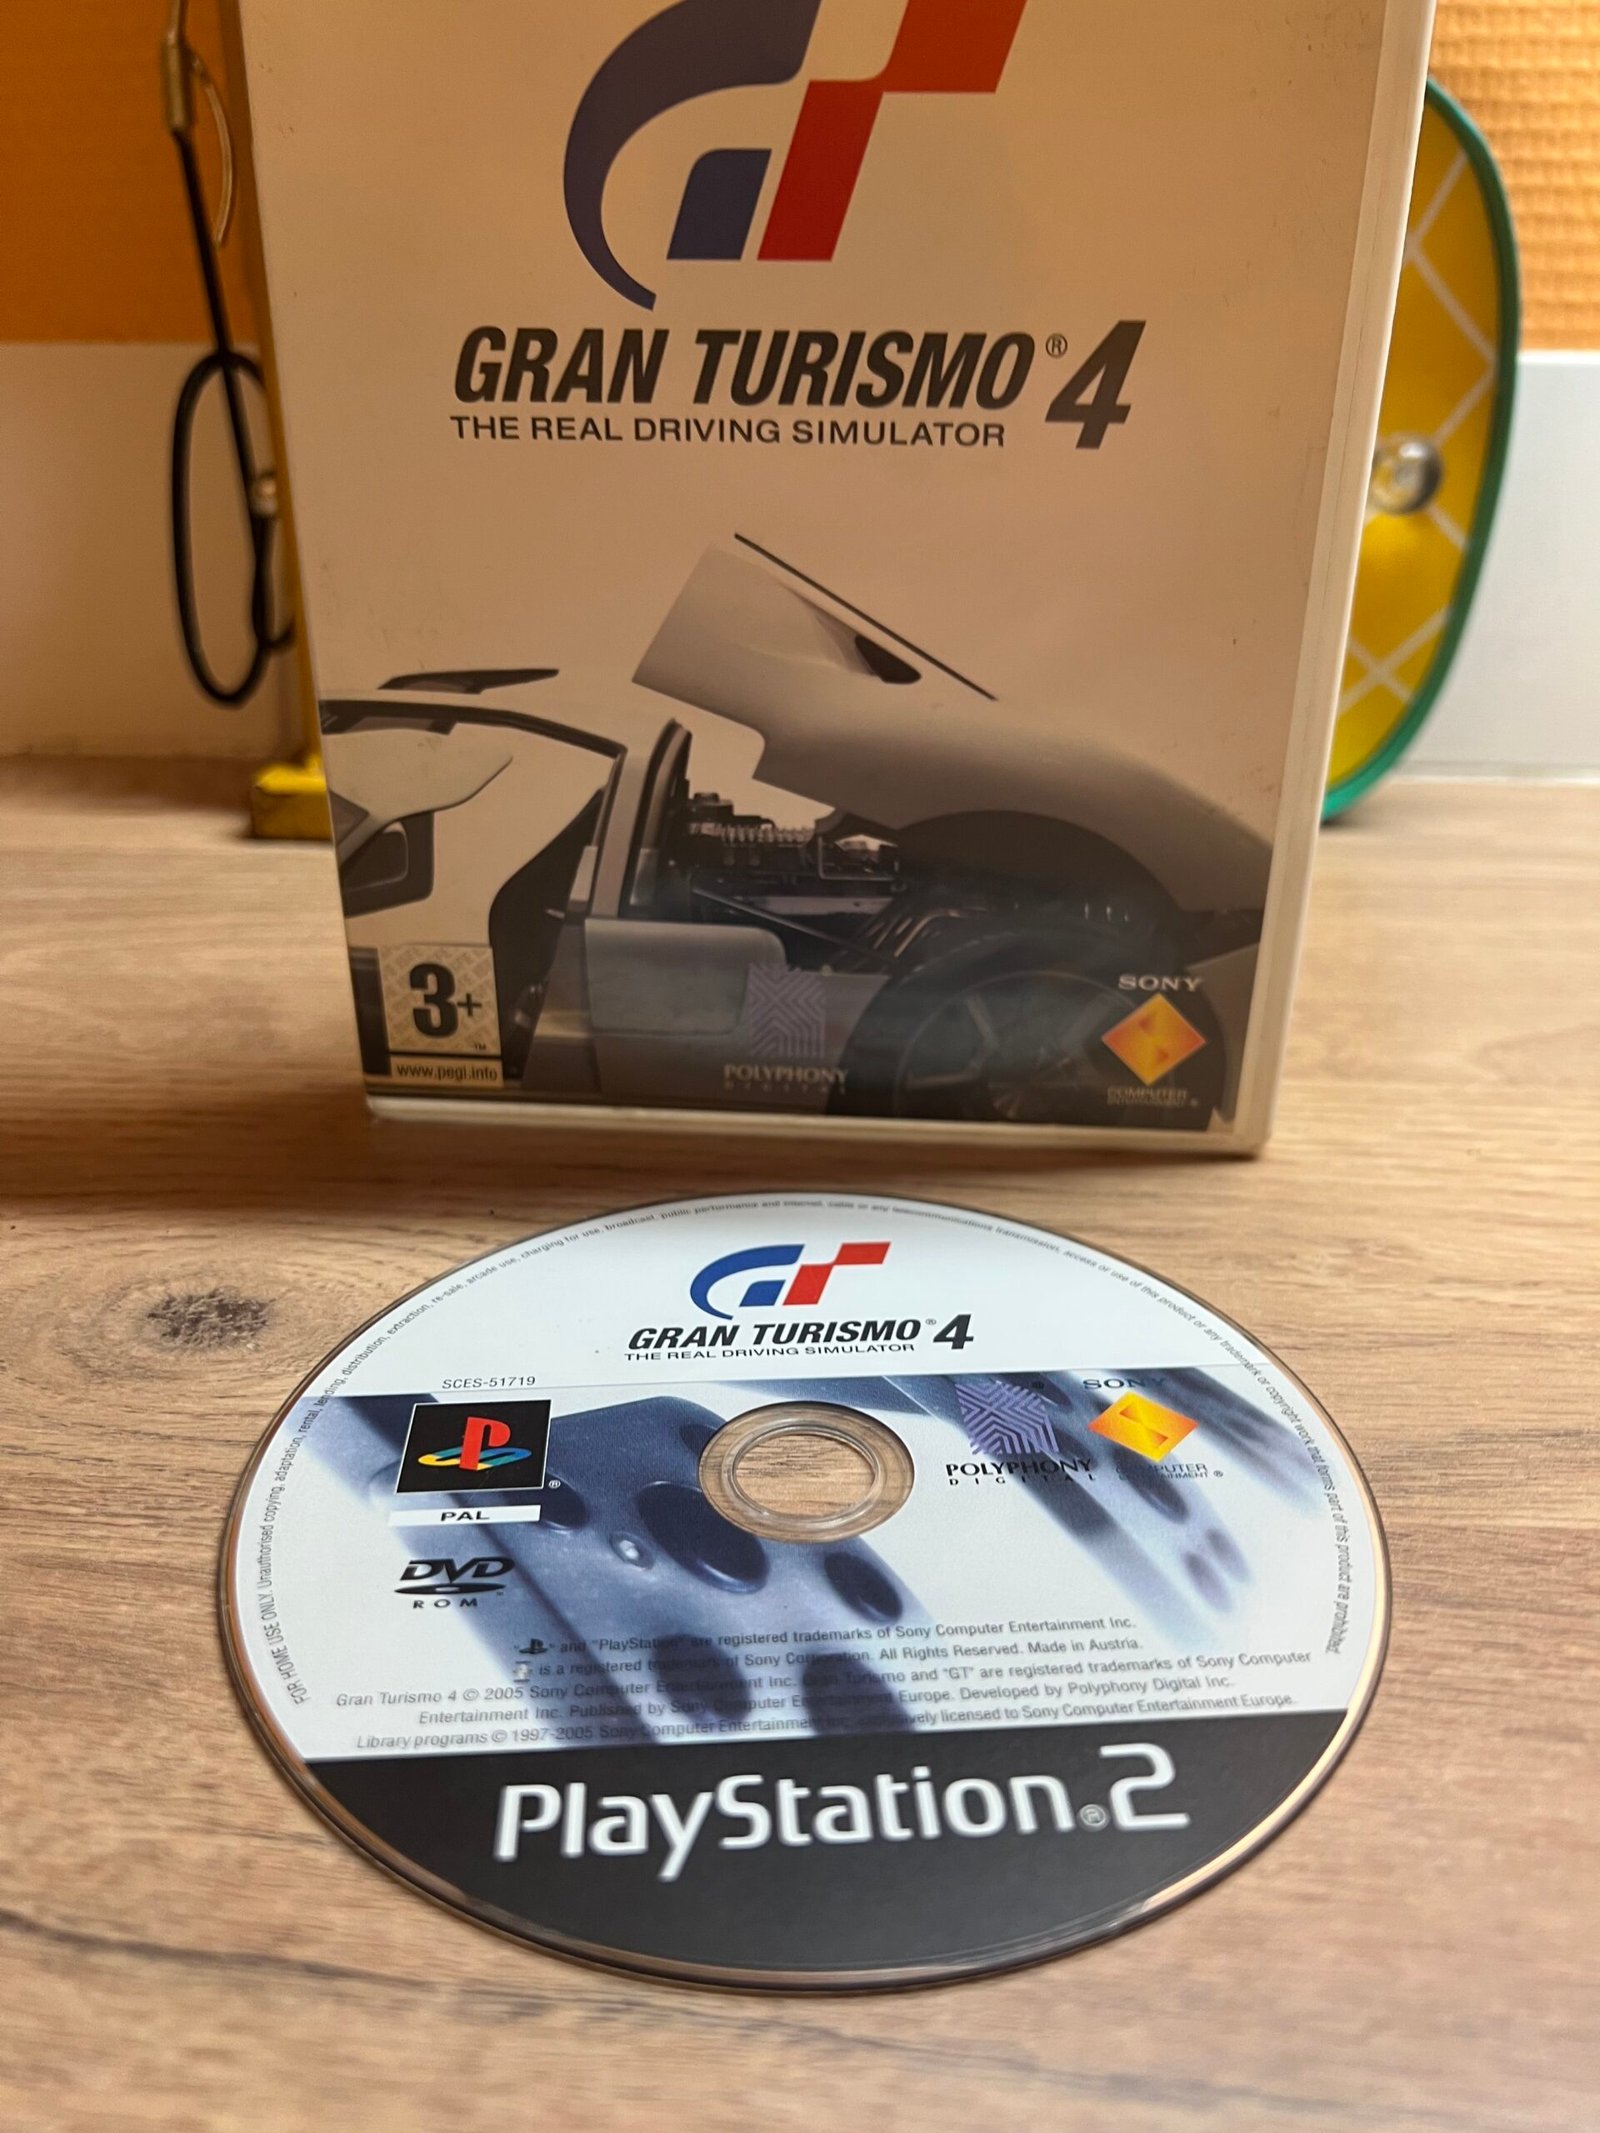 GRAN TURISMO® 4
THE REAL DRIVING SIMULATOR
3+
™
www.pegi.info
POLYPHONY
DIGITAL
SONY
COMPUTER
ENTERTAINMENT ®
FOR HOME USE ONLY. Unauthorised copying, adaptation, rental, lending, distribution, extraction, re-sale, arcade use, charging for use, broadcast, public performance and internet, cable or any telecommunications transmission, access or use of this product or any trademark or copyright work that forms part of this product are prohibited.
GRAN TURISMO® 4
THE REAL DRIVING SIMULATOR
SCES-51719
®
PAL
DVD
ROM
POLYPHONY
DIGITAL
SONY
COMPUTER
ENTERTAINMENT ®
" " and "PlayStation" are registered trademarks of Sony Computer Entertainment Inc.
" " is a registered trademark of Sony Corporation. All Rights Reserved. Made in Austria.
Gran Turismo 4 © 2005 Sony Computer Entertainment Inc. Gran Turismo and "GT" are registered trademarks of Sony Computer
Entertainment Inc. Published by Sony Computer Entertainment Europe. Developed by Polyphony Digital Inc.
Library programs © 1997-2005 Sony Computer Entertainment Inc. exclusively licensed to Sony Computer Entertainment Europe.
PlayStation®2